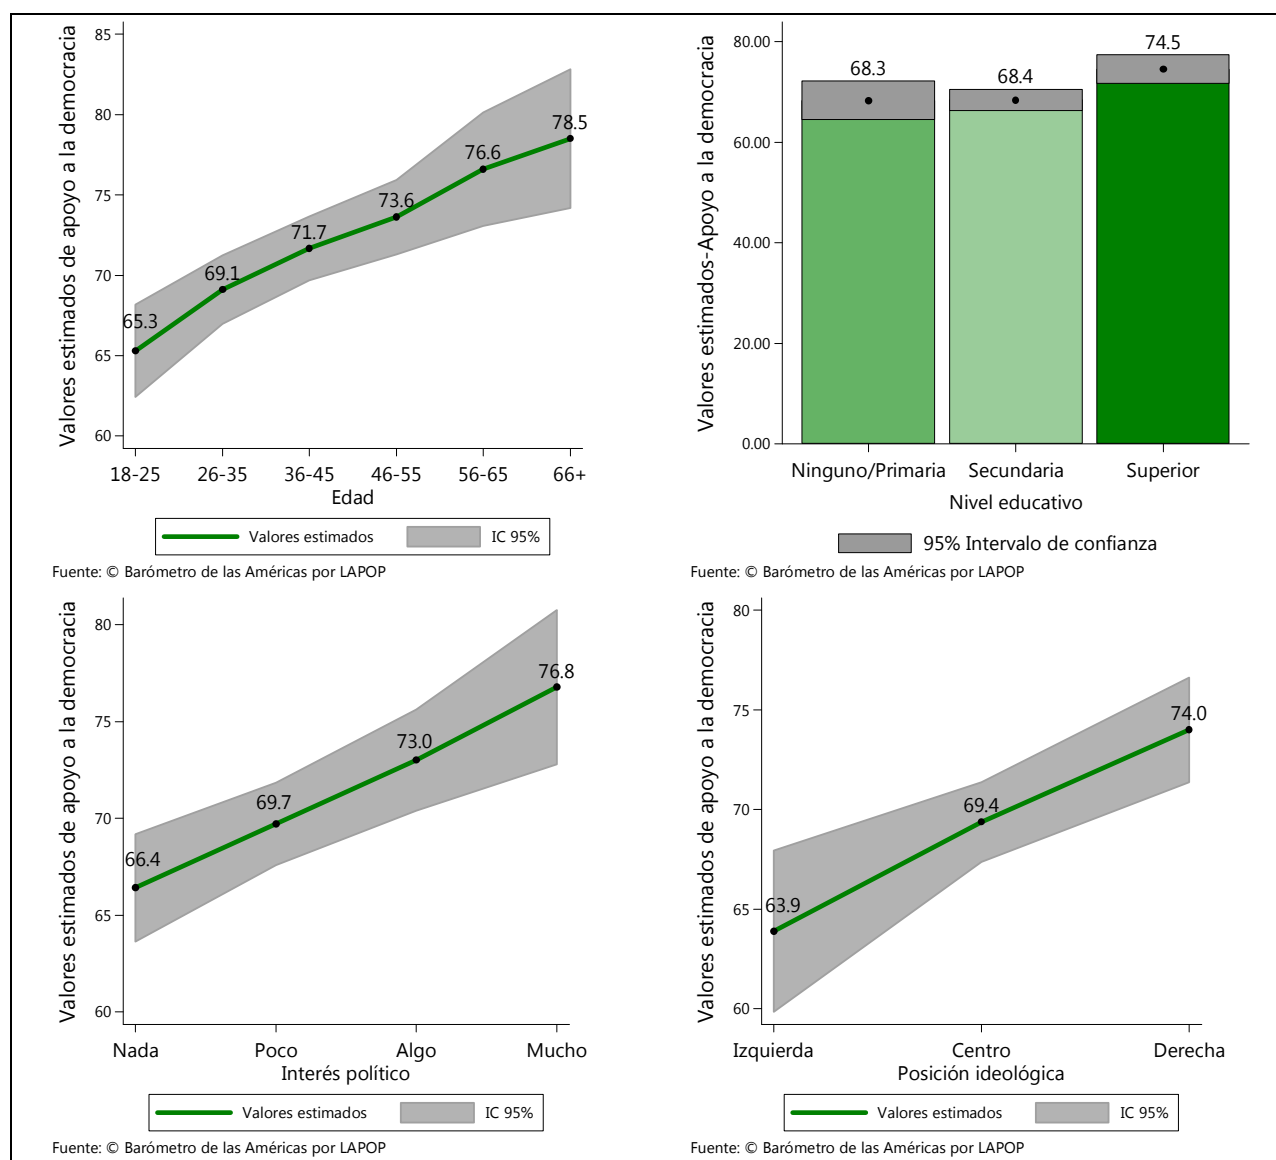 Valores estimados de apoyo a la democracia
85
80
75
70
65
60
65.3
69.1
71.7
73.6
76.6
78.5
18-25 26-35 36-45 46-55 56-65 66+
Edad
Valores estimados IC 95%
Fuente: © Barómetro de las Américas por LAPOP
Valores estimados-Apoyo a la democracia
80.00
60.00
40.00
20.00
0.00
68.3
68.4
74.5
Ninguno/Primaria Secundaria Superior
Nivel educativo
95% Intervalo de confianza
Fuente: © Barómetro de las Américas por LAPOP
Valores estimados de apoyo a la democracia
80
75
70
65
60
66.4
69.7
73.0
76.8
Nada Poco Algo Mucho
Interés político
Valores estimados IC 95%
Fuente: © Barómetro de las Américas por LAPOP
Valores estimados de apoyo a la democracia
80
75
70
65
60
63.9
69.4
74.0
Izquierda Centro Derecha
Posición ideológica
Valores estimados IC 95%
Fuente: © Barómetro de las Américas por LAPOP